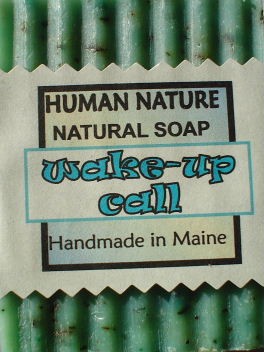 HUMAN NATURE
NATURAL SOAP
wake-up
call
Handmade in Maine